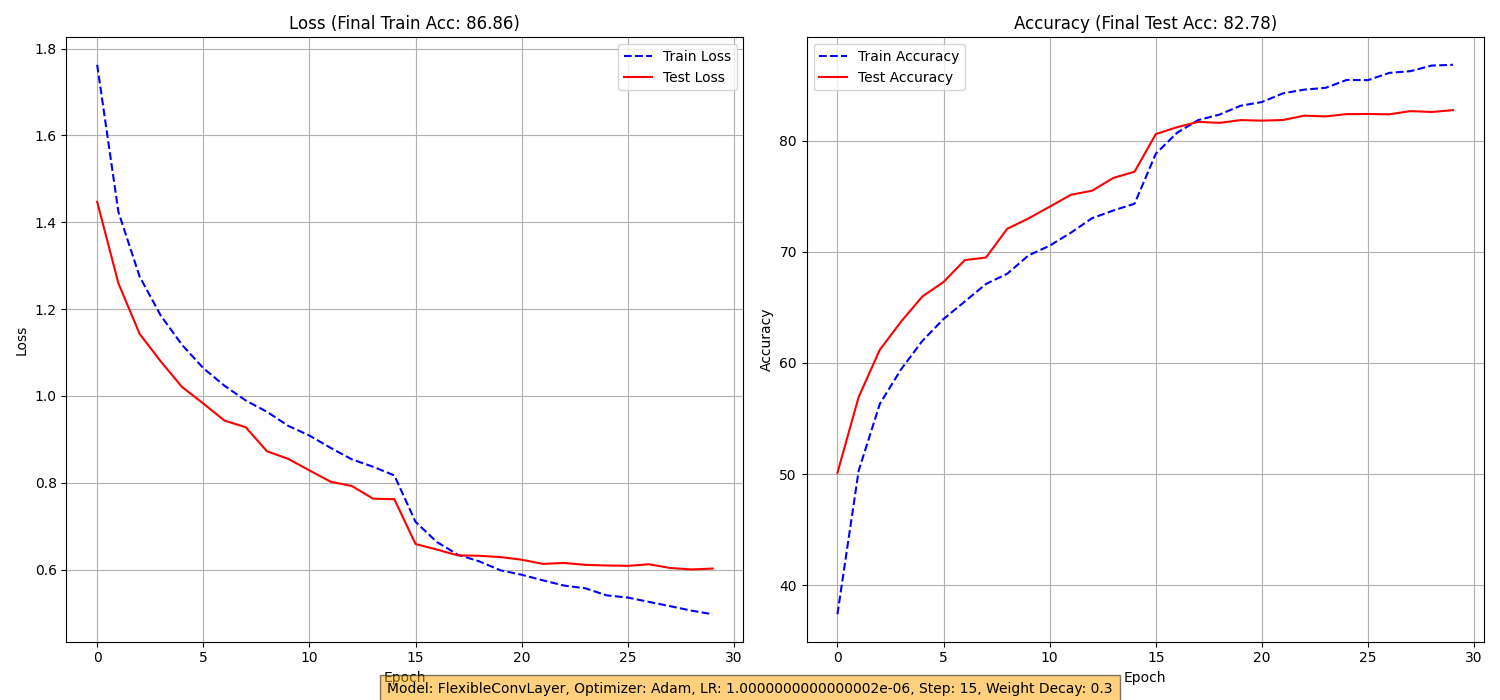 Loss (Final Train Acc: 86.86)
1.8
1.6
1.4
1.2
1.0
0.8
0.6
Loss
Train Loss
Test Loss
0 5 10 15 20 25 30
Epoch
Accuracy (Final Test Acc: 82.78)
80
70
60
50
40
Accuracy
Train Accuracy
Test Accuracy
0 5 10 15 20 25 30
Epoch
Model: FlexibleConvLayer, Optimizer: Adam, LR: 1.0000000000000002e-06, Step: 15, Weight Decay: 0.3